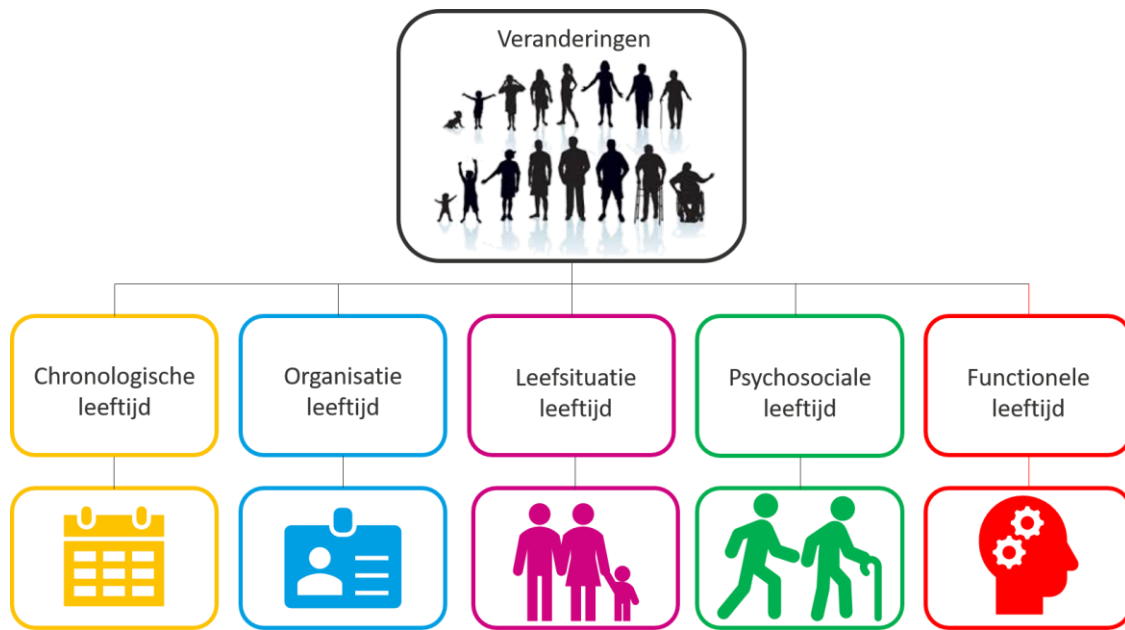 Veranderingen
Chronologische
leeftijd
Organisatie
leeftijd
Leefsituatie
leeftijd
Psychosociale
leeftijd
Functionele
leeftijd